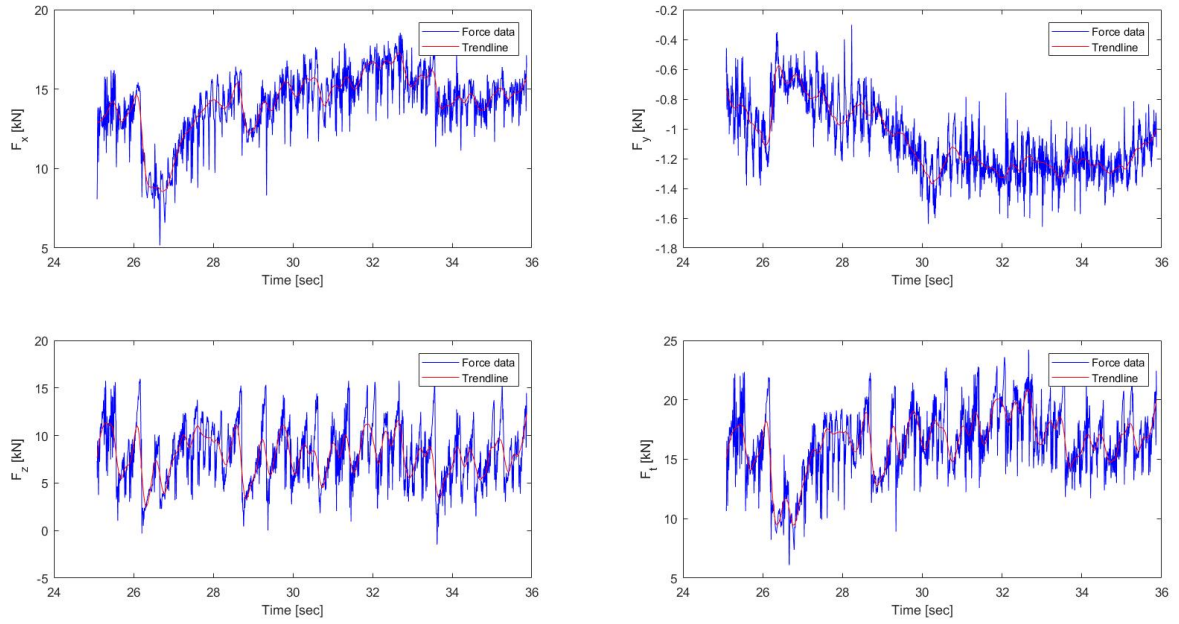 20
15
10
5
F_x [kN]
24 26 28 30 32 34 36
Time [sec]
Force data
Trendline
-0.2
-0.4
-0.6
-0.8
-1
-1.2
-1.4
-1.6
-1.8
F_y [kN]
24 26 28 30 32 34 36
Time [sec]
Force data
Trendline
20
15
10
5
0
-5
F_z [kN]
24 26 28 30 32 34 36
Time [sec]
Force data
Trendline
25
20
15
10
5
F_t [kN]
24 26 28 30 32 34 36
Time [sec]
Force data
Trendline